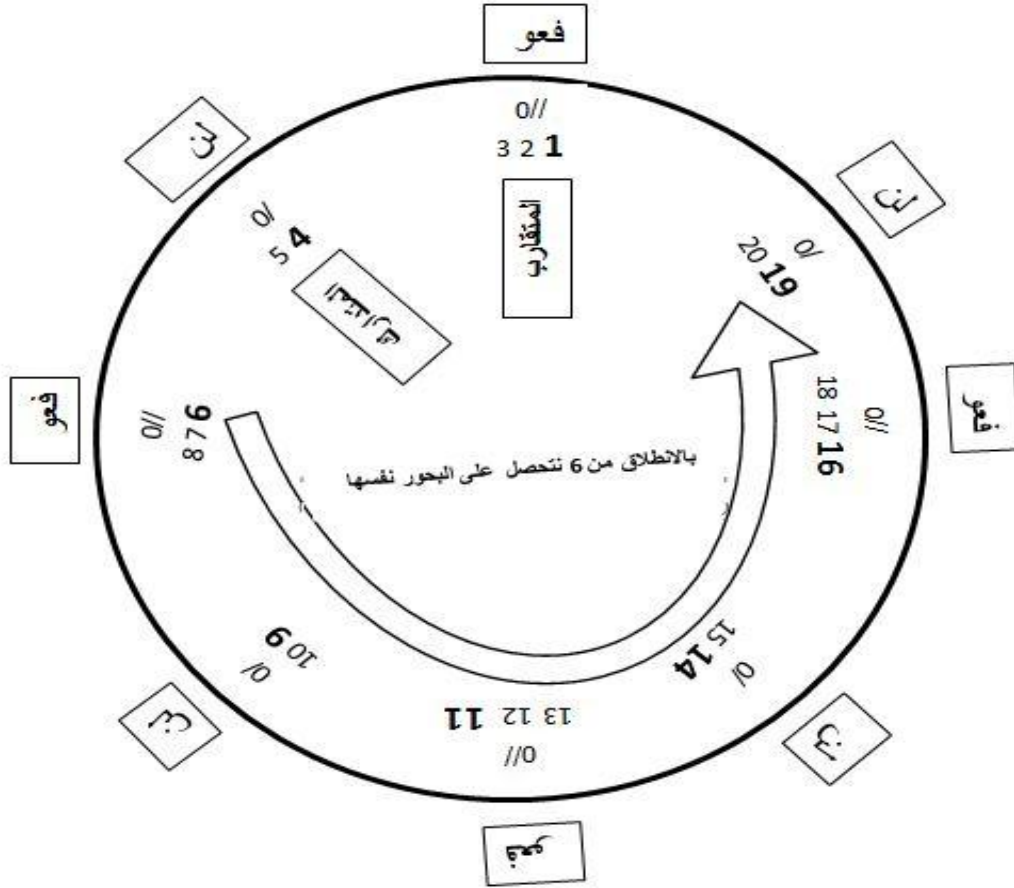 فعو
0//
3 2 1
المتقارب
لن
0/
5 4
المتدارك
فعو
0//
8 7 6
لن
0/
10 9
فعو
0//
13 12 11
لن
0/
15 14
فعو
0//
18 17 16
لن
0/
20 19
بالانطلاق من 6 نتحصل على البحور نفسها